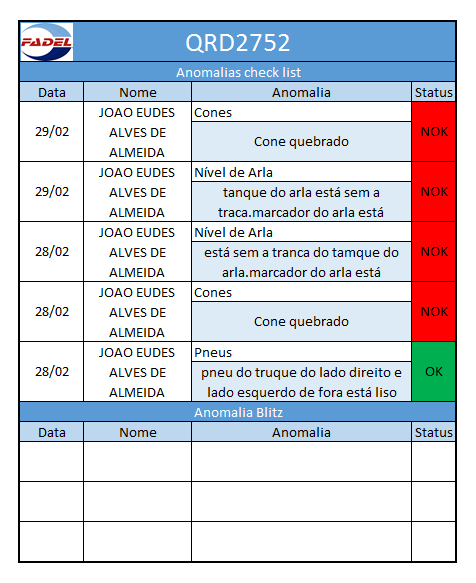 FADEL
QRD2752
Anomalias check list
Data Nome Anomalia Status
29/02 JOAO EUDES ALVES DE ALMEIDA Cones NOK
Cone quebrado
29/02 JOAO EUDES ALVES DE ALMEIDA Nível de Arla NOK
tanque do arla está sem a
traca.marcador do arla está
28/02 JOAO EUDES ALVES DE ALMEIDA Nível de Arla NOK
está sem a tranca do tamque do
arla.marcador do arla está
28/02 JOAO EUDES ALVES DE ALMEIDA Cones NOK
Cone quebrado
28/02 JOAO EUDES ALVES DE ALMEIDA Pneus OK
pneu do truque do lado direito e
lado esquerdo de fora está liso
Anomalia Blitz
Data Nome Anomalia Status